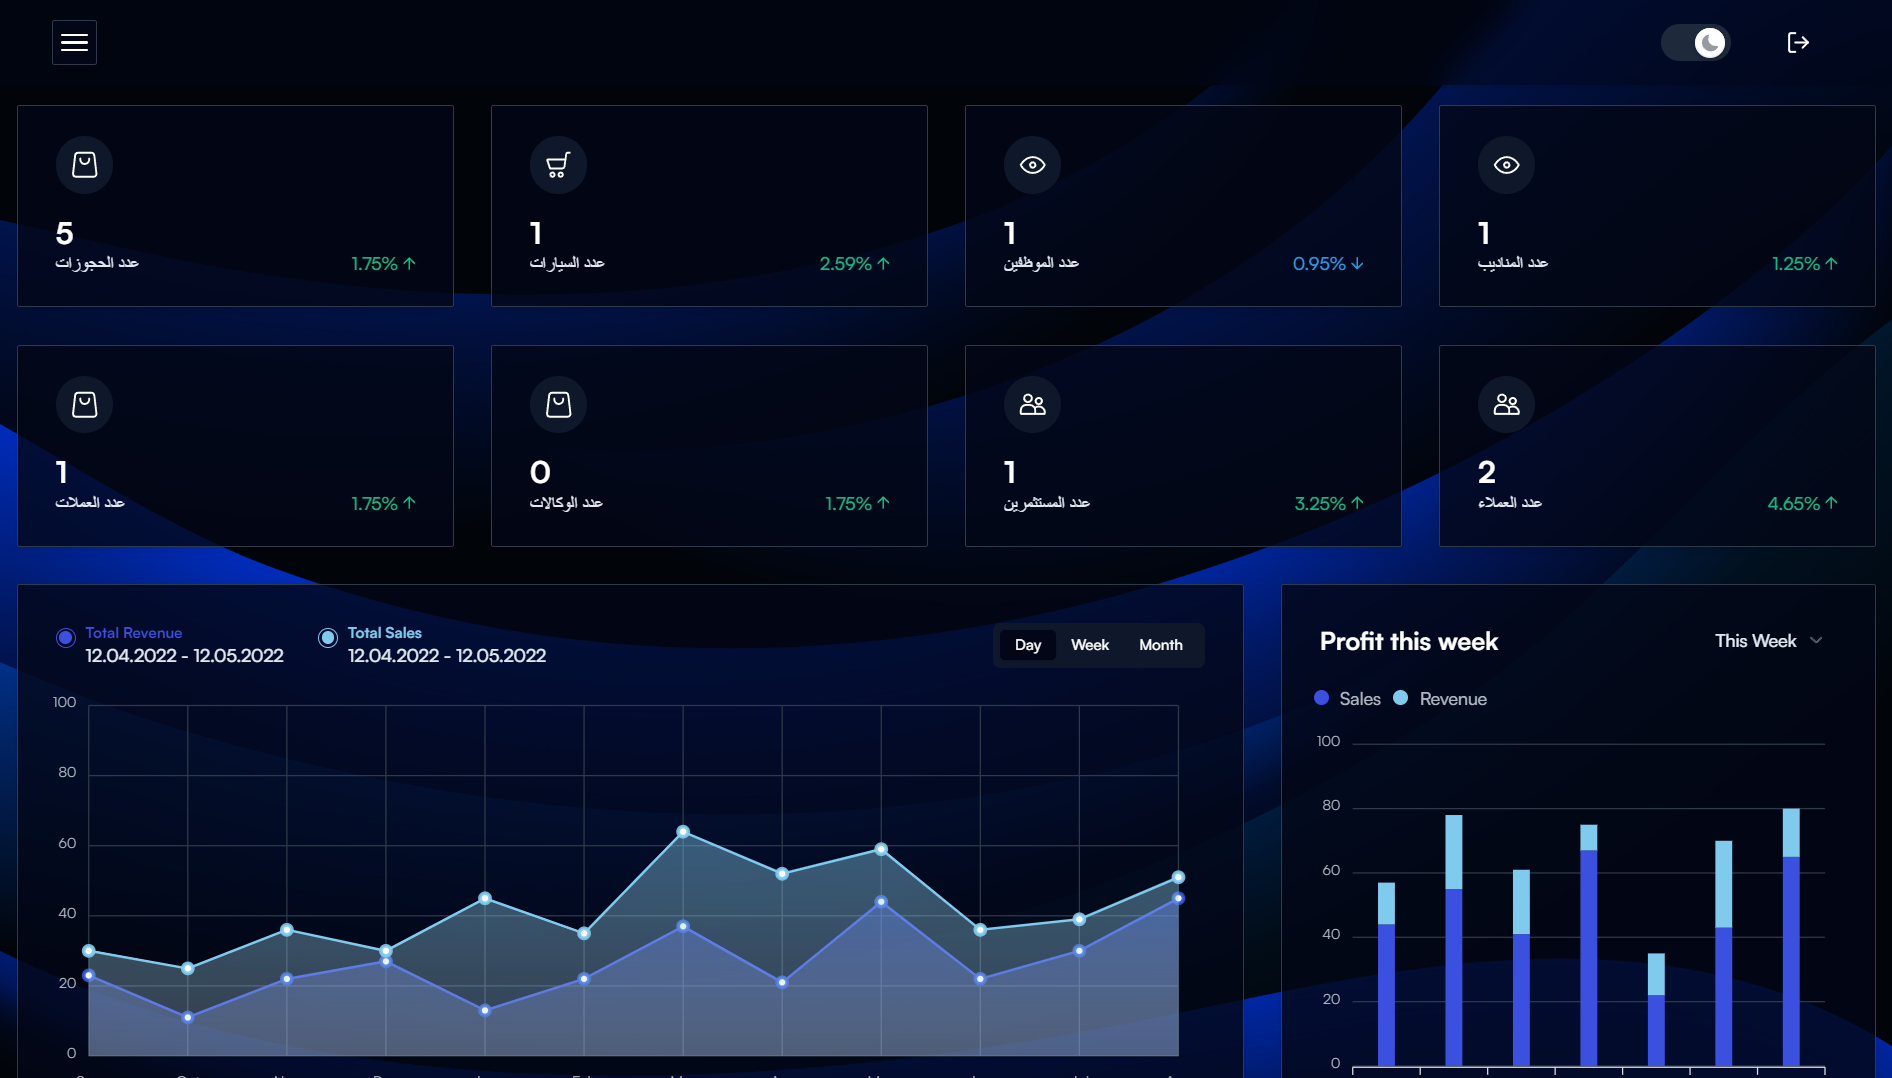 5
عدد الحجوزات
1.75%
1
عدد السيارات
2.59%
1
عدد الموظفين
0.95%
1
عدد المناديب
1.25%
1
عدد العملات
1.75%
0
عدد الوكالات
1.75%
1
عدد المستثمرين
3.25%
2
عدد العملاء
4.65%
Total Revenue
12.04.2022 - 12.05.2022
Total Sales
12.04.2022 - 12.05.2022
Day Week Month
100
80
60
40
20
0
Profit this week
This Week
Sales Revenue
100
80
60
40
20
0